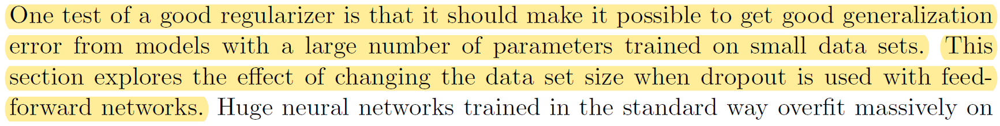 One test of a good regularizer is that it should make it possible to get good generalization
error from models with a large number of parameters trained on small data sets. This
section explores the effect of changing the data set size when dropout is used with feed-
forward networks. Huge neural networks trained in the standard way overfit massively on